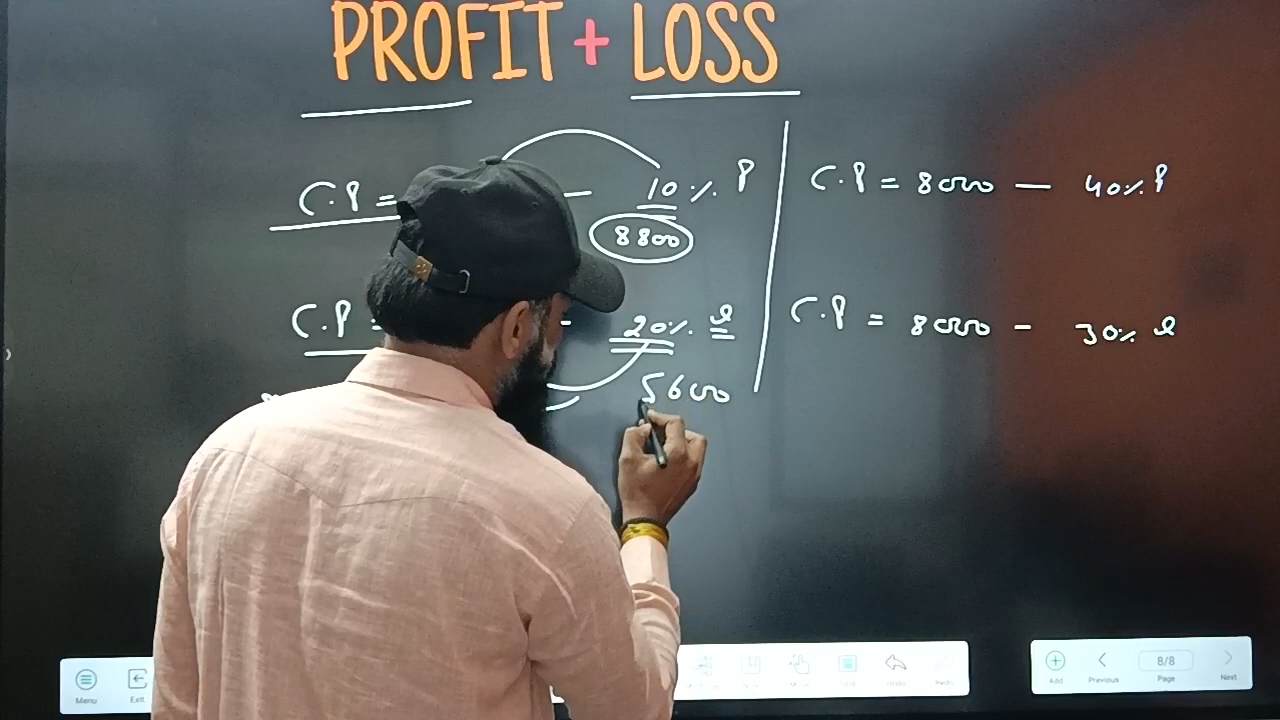 PROFIT + LOSS
C.P = — 10% P
8800
C.P = - 20% l
5600
C.P = 8000 — 40% P
C.P = 8000 - 30% l
Menu
Exit
Undo
Redo
Add
Previous
8/8
Page
Next